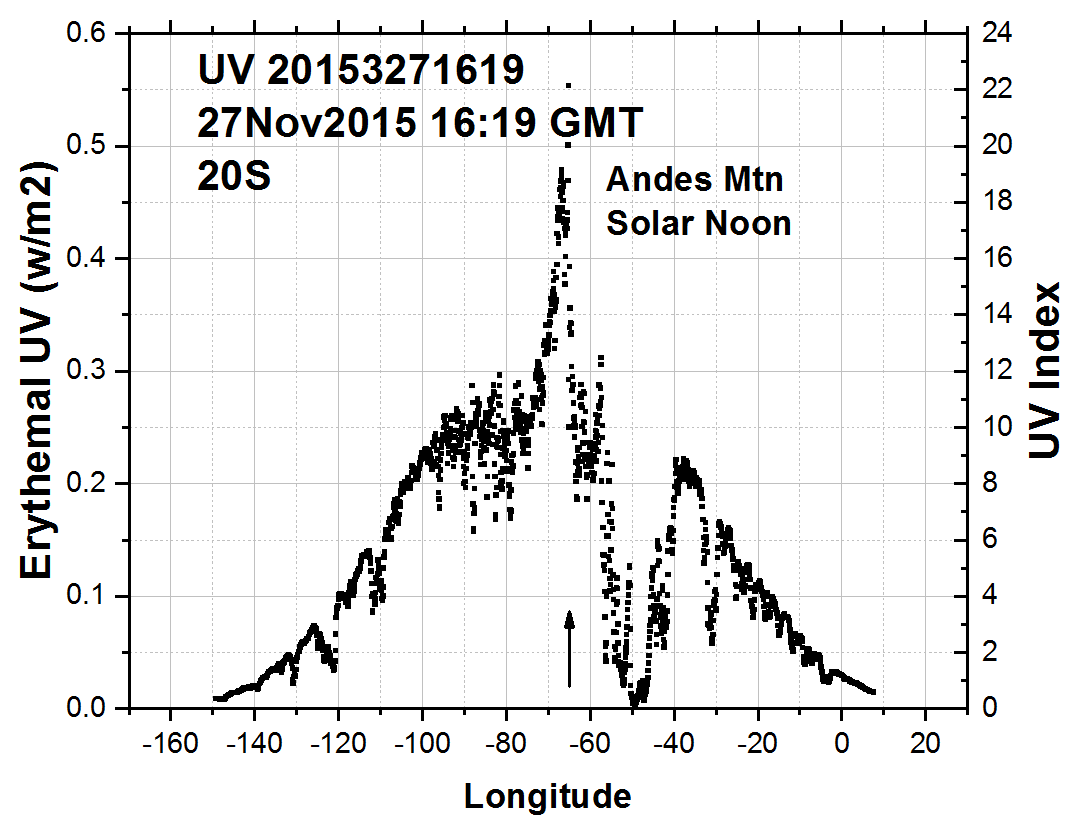 UV 20153271619
27Nov2015 16:19 GMT
20S
Andes Mtn
Solar Noon
Erythemal UV (w/m2)
0.6
0.5
0.4
0.3
0.2
0.1
0.0
24
22
20
18
16
14
12
10
8
6
4
2
0
UV Index
-160 -140 -120 -100 -80 -60 -40 -20 0 20
Longitude